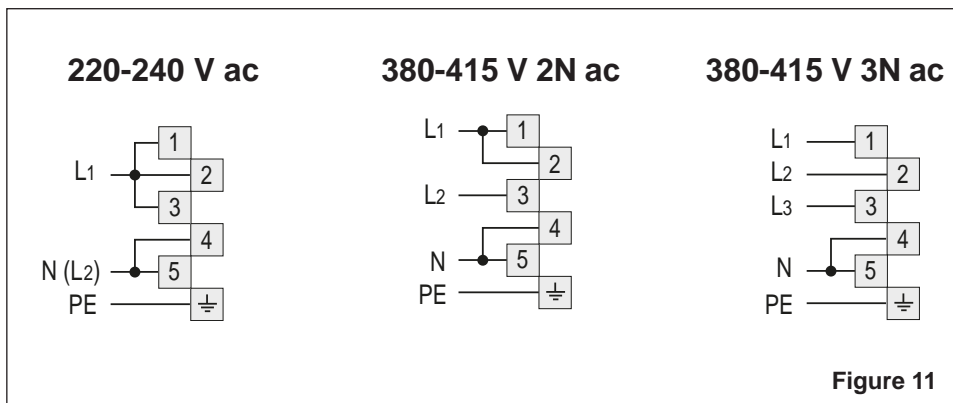 220-240 V ac
L1
N (L2)
PE
1
2
3
4
5
380-415 V 2N ac
L1
L2
N
PE
1
2
3
4
5
380-415 V 3N ac
L1
L2
L3
N
PE
1
2
3
4
5
Figure 11